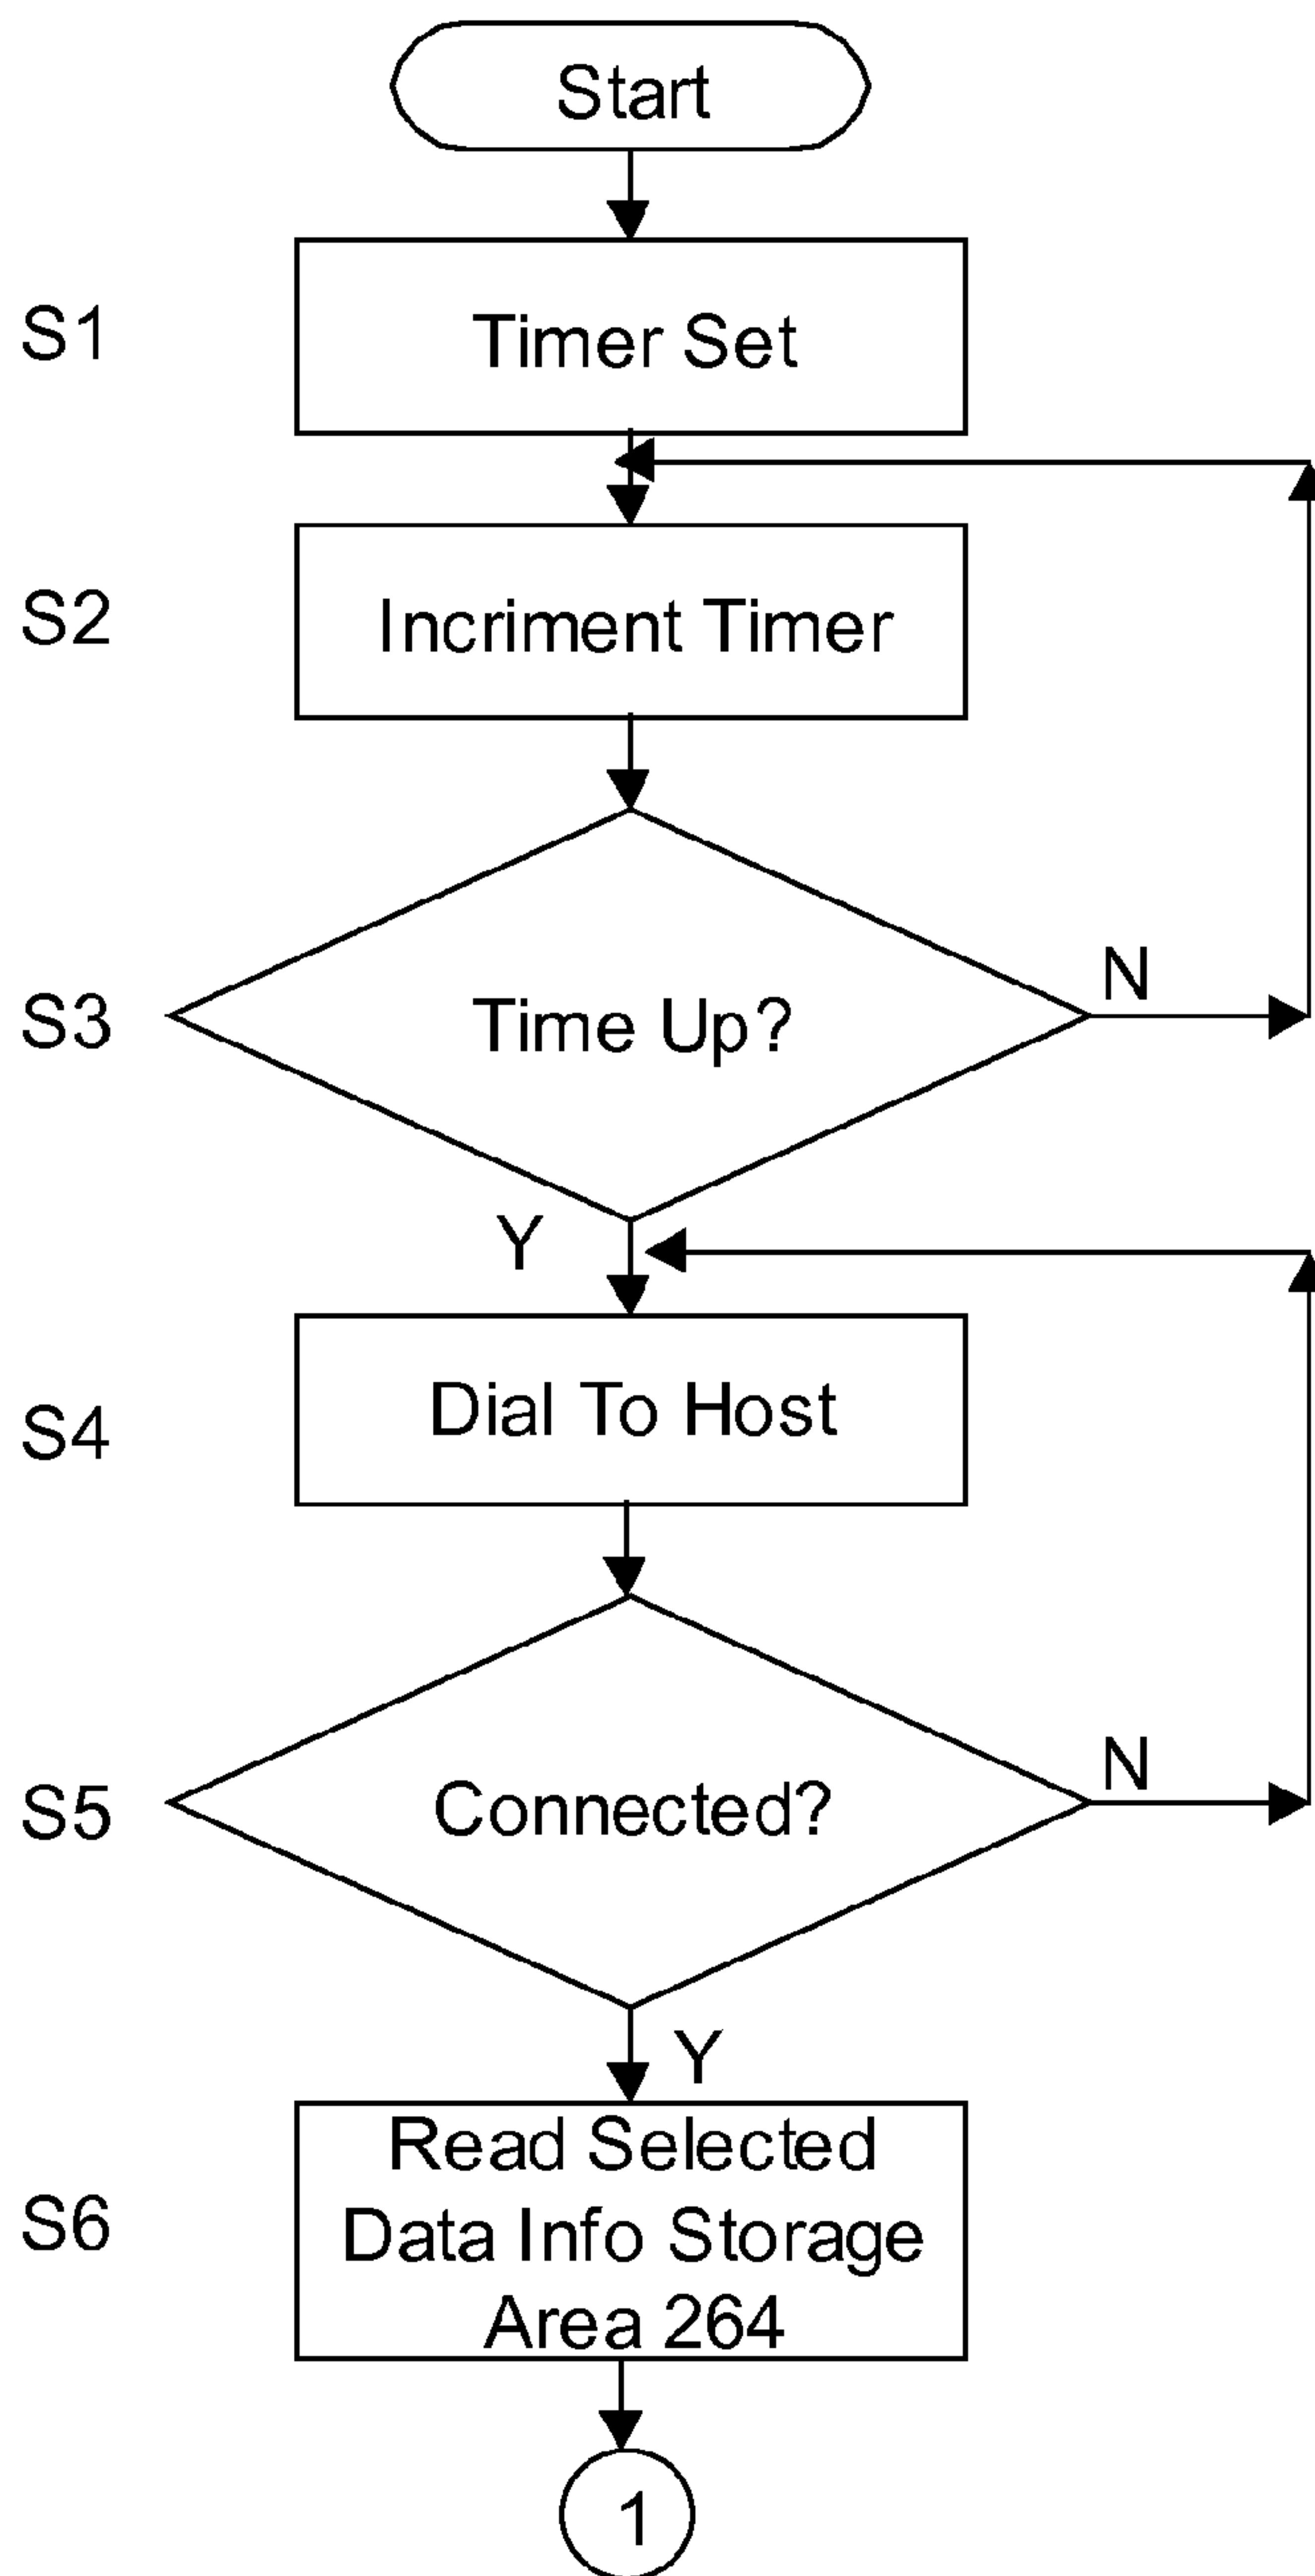 Start
S1
Timer Set
S2
Incriment Timer
S3
Time Up?
N
Y
S4
Dial To Host
S5
Connected?
N
Y
S6
Read Selected
Data Info Storage
Area 264
1